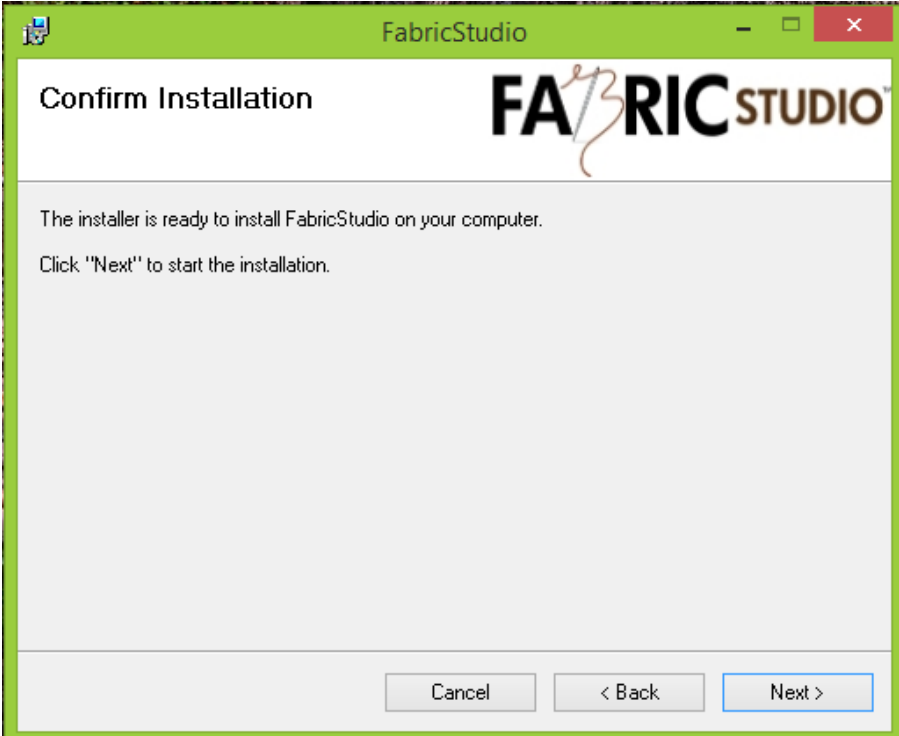 FabricStudio
Confirm Installation
FABRIC STUDIO™
The installer is ready to install FabricStudio on your computer.
Click "Next" to start the installation.
Cancel
< Back
Next >